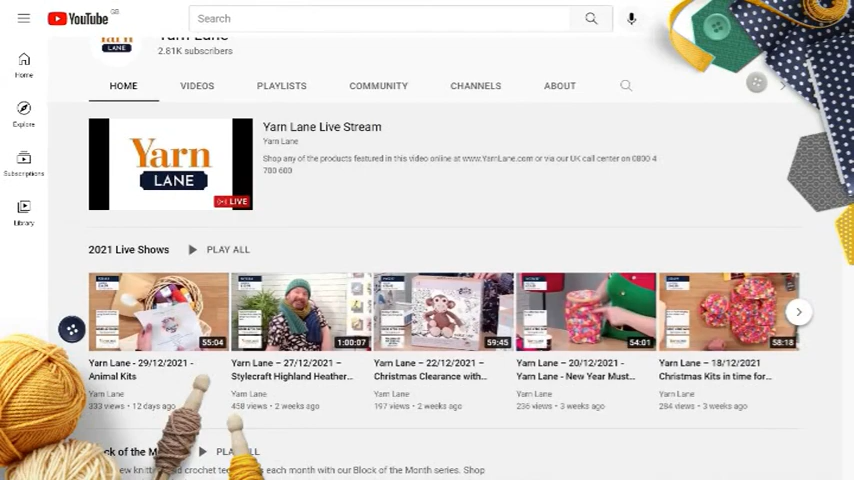 YouTube GB
Search
Home
Explore
Subscriptions
Library
Yarn Lane
2.81K subscribers
HOME VIDEOS PLAYLISTS COMMUNITY CHANNELS ABOUT
Yarn
LANE
LIVE
Yarn Lane Live Stream
Yarn Lane
Shop any of the products featured in this video online at www.YarnLane.com or via our UK call center on 0800 4
700 600
2021 Live Shows PLAY ALL
55:04
1:00:07
59:45
54:01
58:18
Yarn Lane - 29/12/2021 -
Animal Kits
Yarn Lane
333 views • 12 days ago
Yarn Lane – 27/12/2021 –
Stylecraft Highland Heather...
Yarn Lane
458 views • 2 weeks ago
Yarn Lane – 22/12/2021 –
Christmas Clearance with...
Yarn Lane
197 views • 2 weeks ago
Yarn Lane – 20/12/2021 -
Yarn Lane - New Year Must...
Yarn Lane
236 views • 3 weeks ago
Yarn Lane – 18/12/2021
Christmas Kits in time for...
Yarn Lane
284 views • 3 weeks ago
of the PLAY ALL
new and crochet each month with our Block of the Month series. Shop